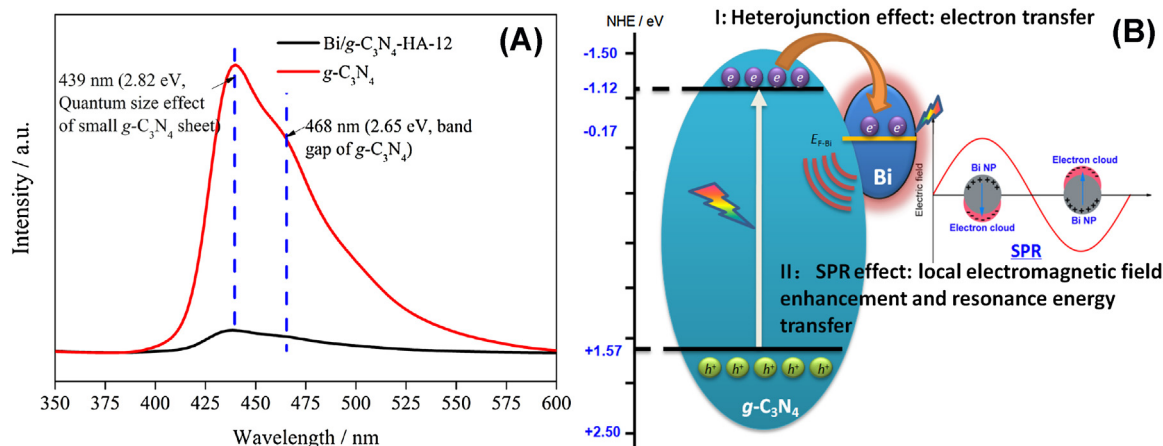 (A)
Bi/g-C3N4-HA-12
g-C3N4
439 nm (2.82 eV,
Quantum size effect
of small g-C3N4 sheet)
468 nm (2.65 eV, band
gap of g-C3N4)
Intensity / a.u.
350 375 400 425 450 475 500 525 550 575 600
Wavelength / nm
NHE / eV
I: Heterojunction effect: electron transfer
(B)
-1.50
-1.12
-0.17
+1.57
+2.50
e- e- e- e-
e- e-
EF-Bi
Bi
Electric field
Bi NP
Electron cloud
Electron cloud
Bi NP
SPR
II: SPR effect: local electromagnetic field
enhancement and resonance energy
transfer
h+ h+ h+ h+ h+
g-C3N4